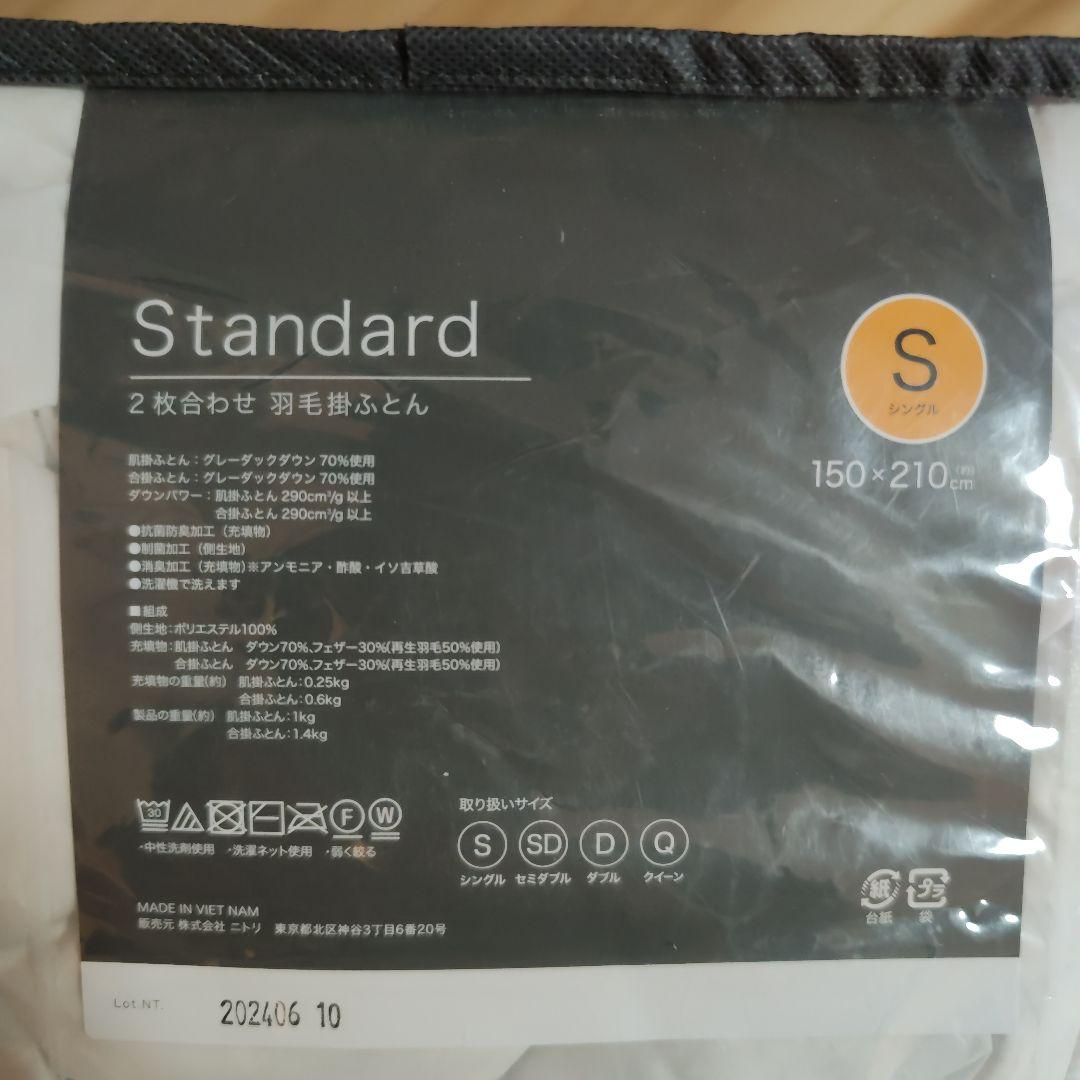 Standard
2枚合わせ 羽毛掛ふとん
S
シングル
150×210(約)cm
肌掛ふとん：グレーダックダウン 70%使用
合掛ふとん：グレーダックダウン 70%使用
ダウンパワー：肌掛ふとん 290cm³/g 以上
合掛ふとん 290cm³/g 以上
●抗菌防臭加工（充填物）
●制菌加工（側生地）
●消臭加工（充填物）※アンモニア・酢酸・イソ吉草酸
●洗濯機で洗えます
■組成
側生地：ポリエステル100%
充填物：肌掛ふとん ダウン70%、フェザー30%(再生羽毛50%使用)
合掛ふとん ダウン70%、フェザー30%(再生羽毛50%使用)
充填物の重量(約) 肌掛ふとん：0.25kg
合掛ふとん：0.6kg
製品の重量(約) 肌掛ふとん：1kg
合掛ふとん：1.4kg
30 F W
・中性洗剤使用 ・洗濯ネット使用 ・弱く絞る
取り扱いサイズ
S SD D Q
シングル セミダブル ダブル クイーン
紙 プラ
台紙 袋
MADE IN VIET NAM
販売元 株式会社 ニトリ 東京都北区神谷3丁目6番20号
Lot.NT. 202406 10